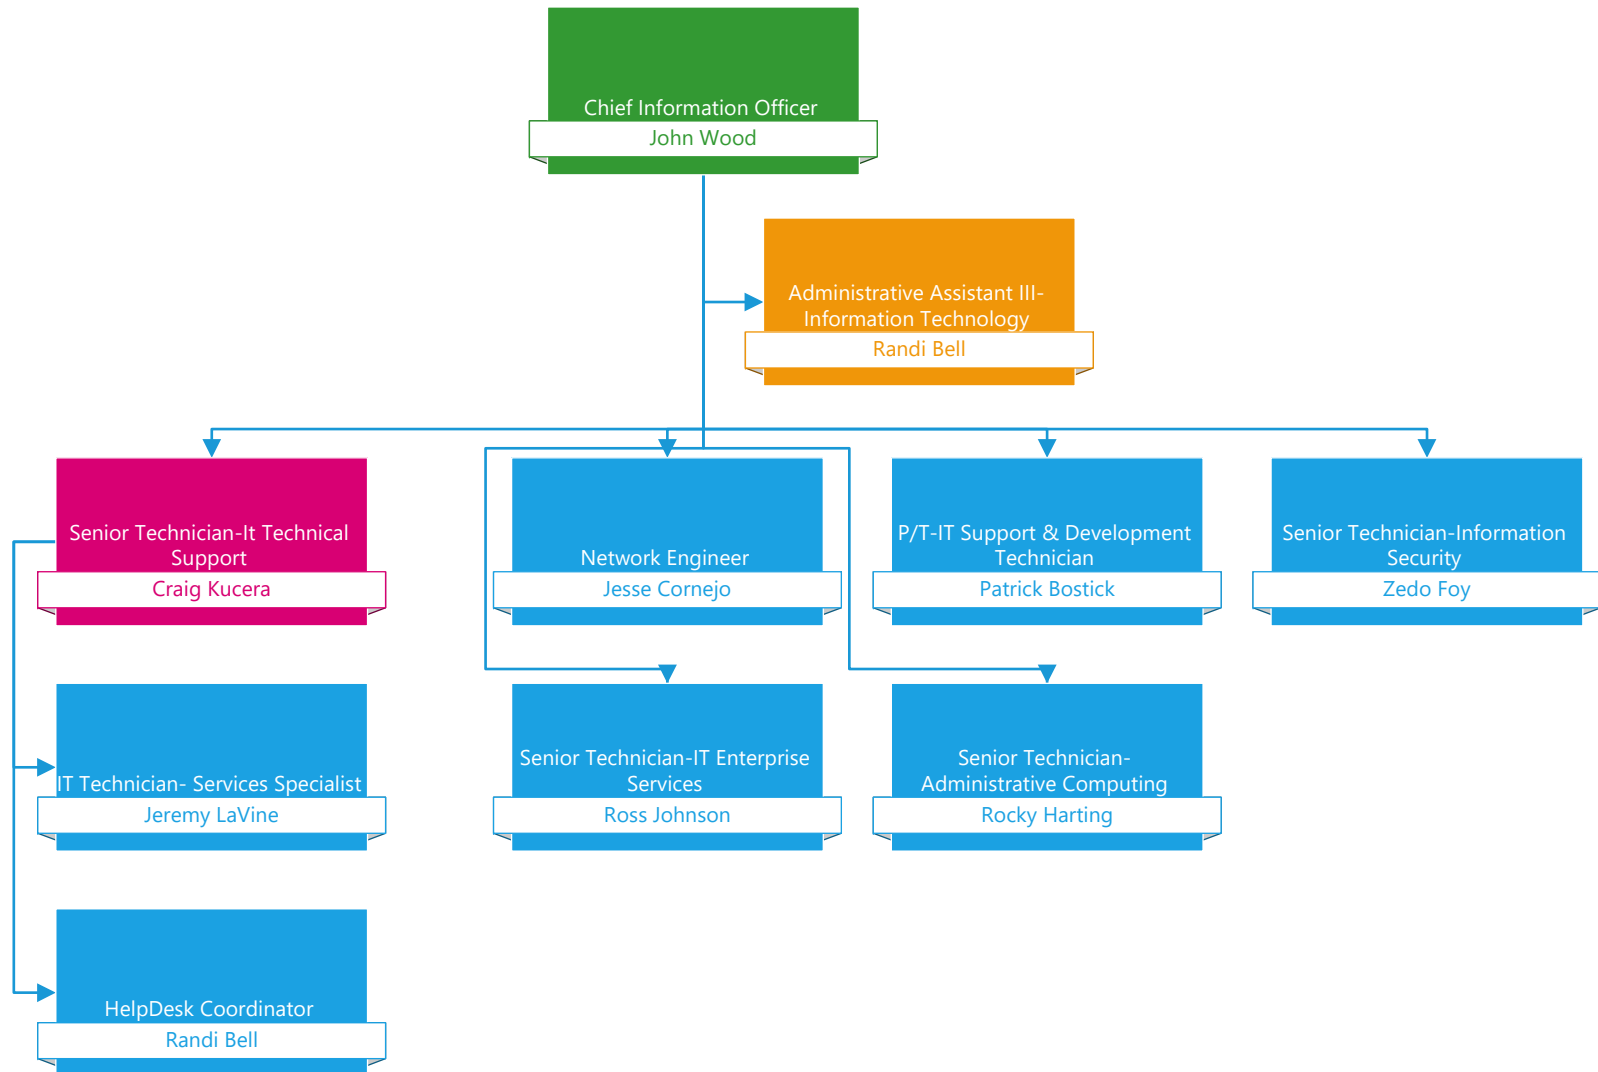 Chief Information Officer
John Wood
Administrative Assistant III-
Information Technology
Randi Bell
Senior Technician-It Technical
Support
Craig Kucera
Network Engineer
Jesse Cornejo
P/T-IT Support & Development
Technician
Patrick Bostick
Senior Technician-Information
Security
Zedo Foy
IT Technician- Services Specialist
Jeremy LaVine
Senior Technician-IT Enterprise
Services
Ross Johnson
Senior Technician-
Administrative Computing
Rocky Harting
HelpDesk Coordinator
Randi Bell